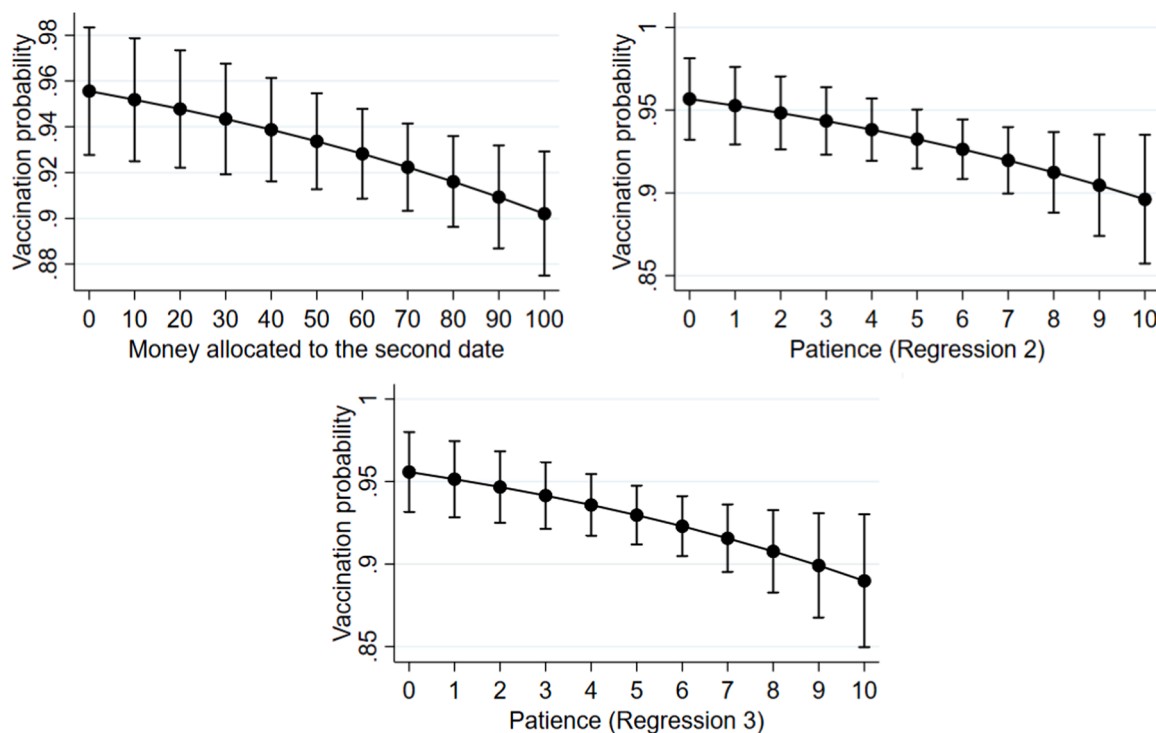 Vaccination probability
.98
.96
.94
.92
.9
.88
0 10 20 30 40 50 60 70 80 90 100
Money allocated to the second date
Vaccination probability
1
.95
.9
.85
0 1 2 3 4 5 6 7 8 9 10
Patience (Regression 2)
Vaccination probability
1
.95
.9
.85
0 1 2 3 4 5 6 7 8 9 10
Patience (Regression 3)